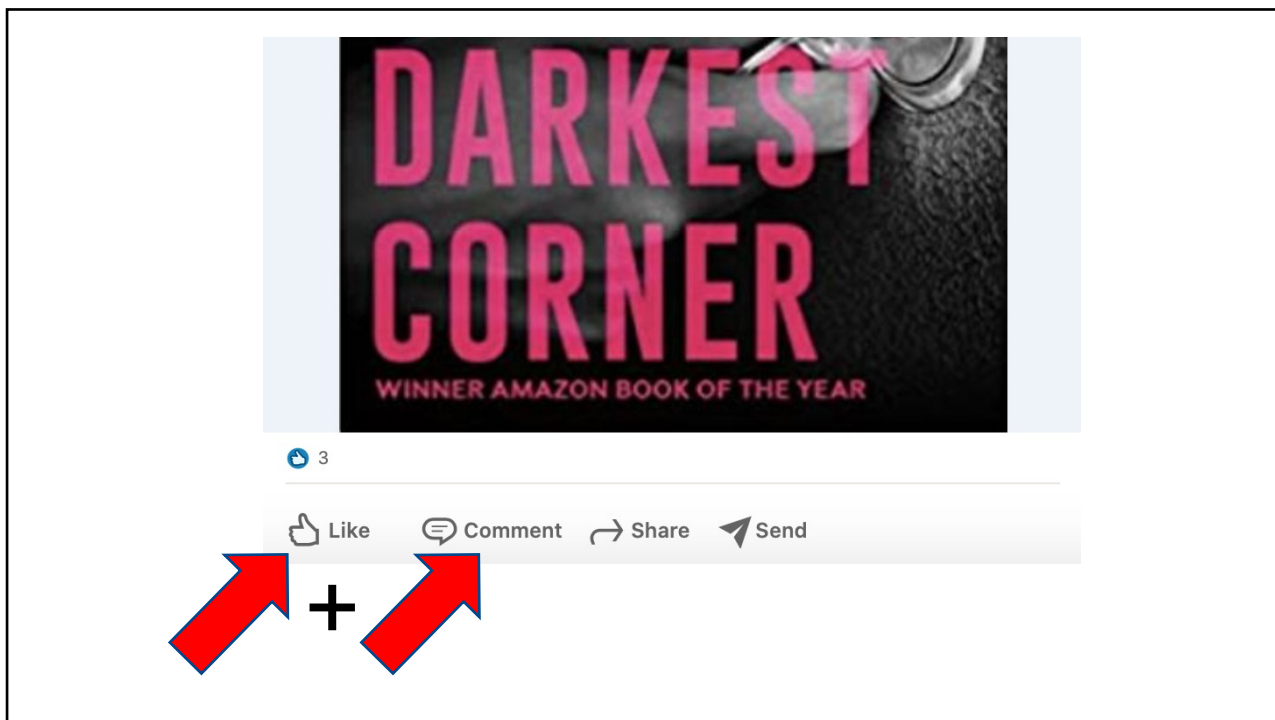 DARKEST
CORNER
WINNER AMAZON BOOK OF THE YEAR
3
Like Comment Share Send
+